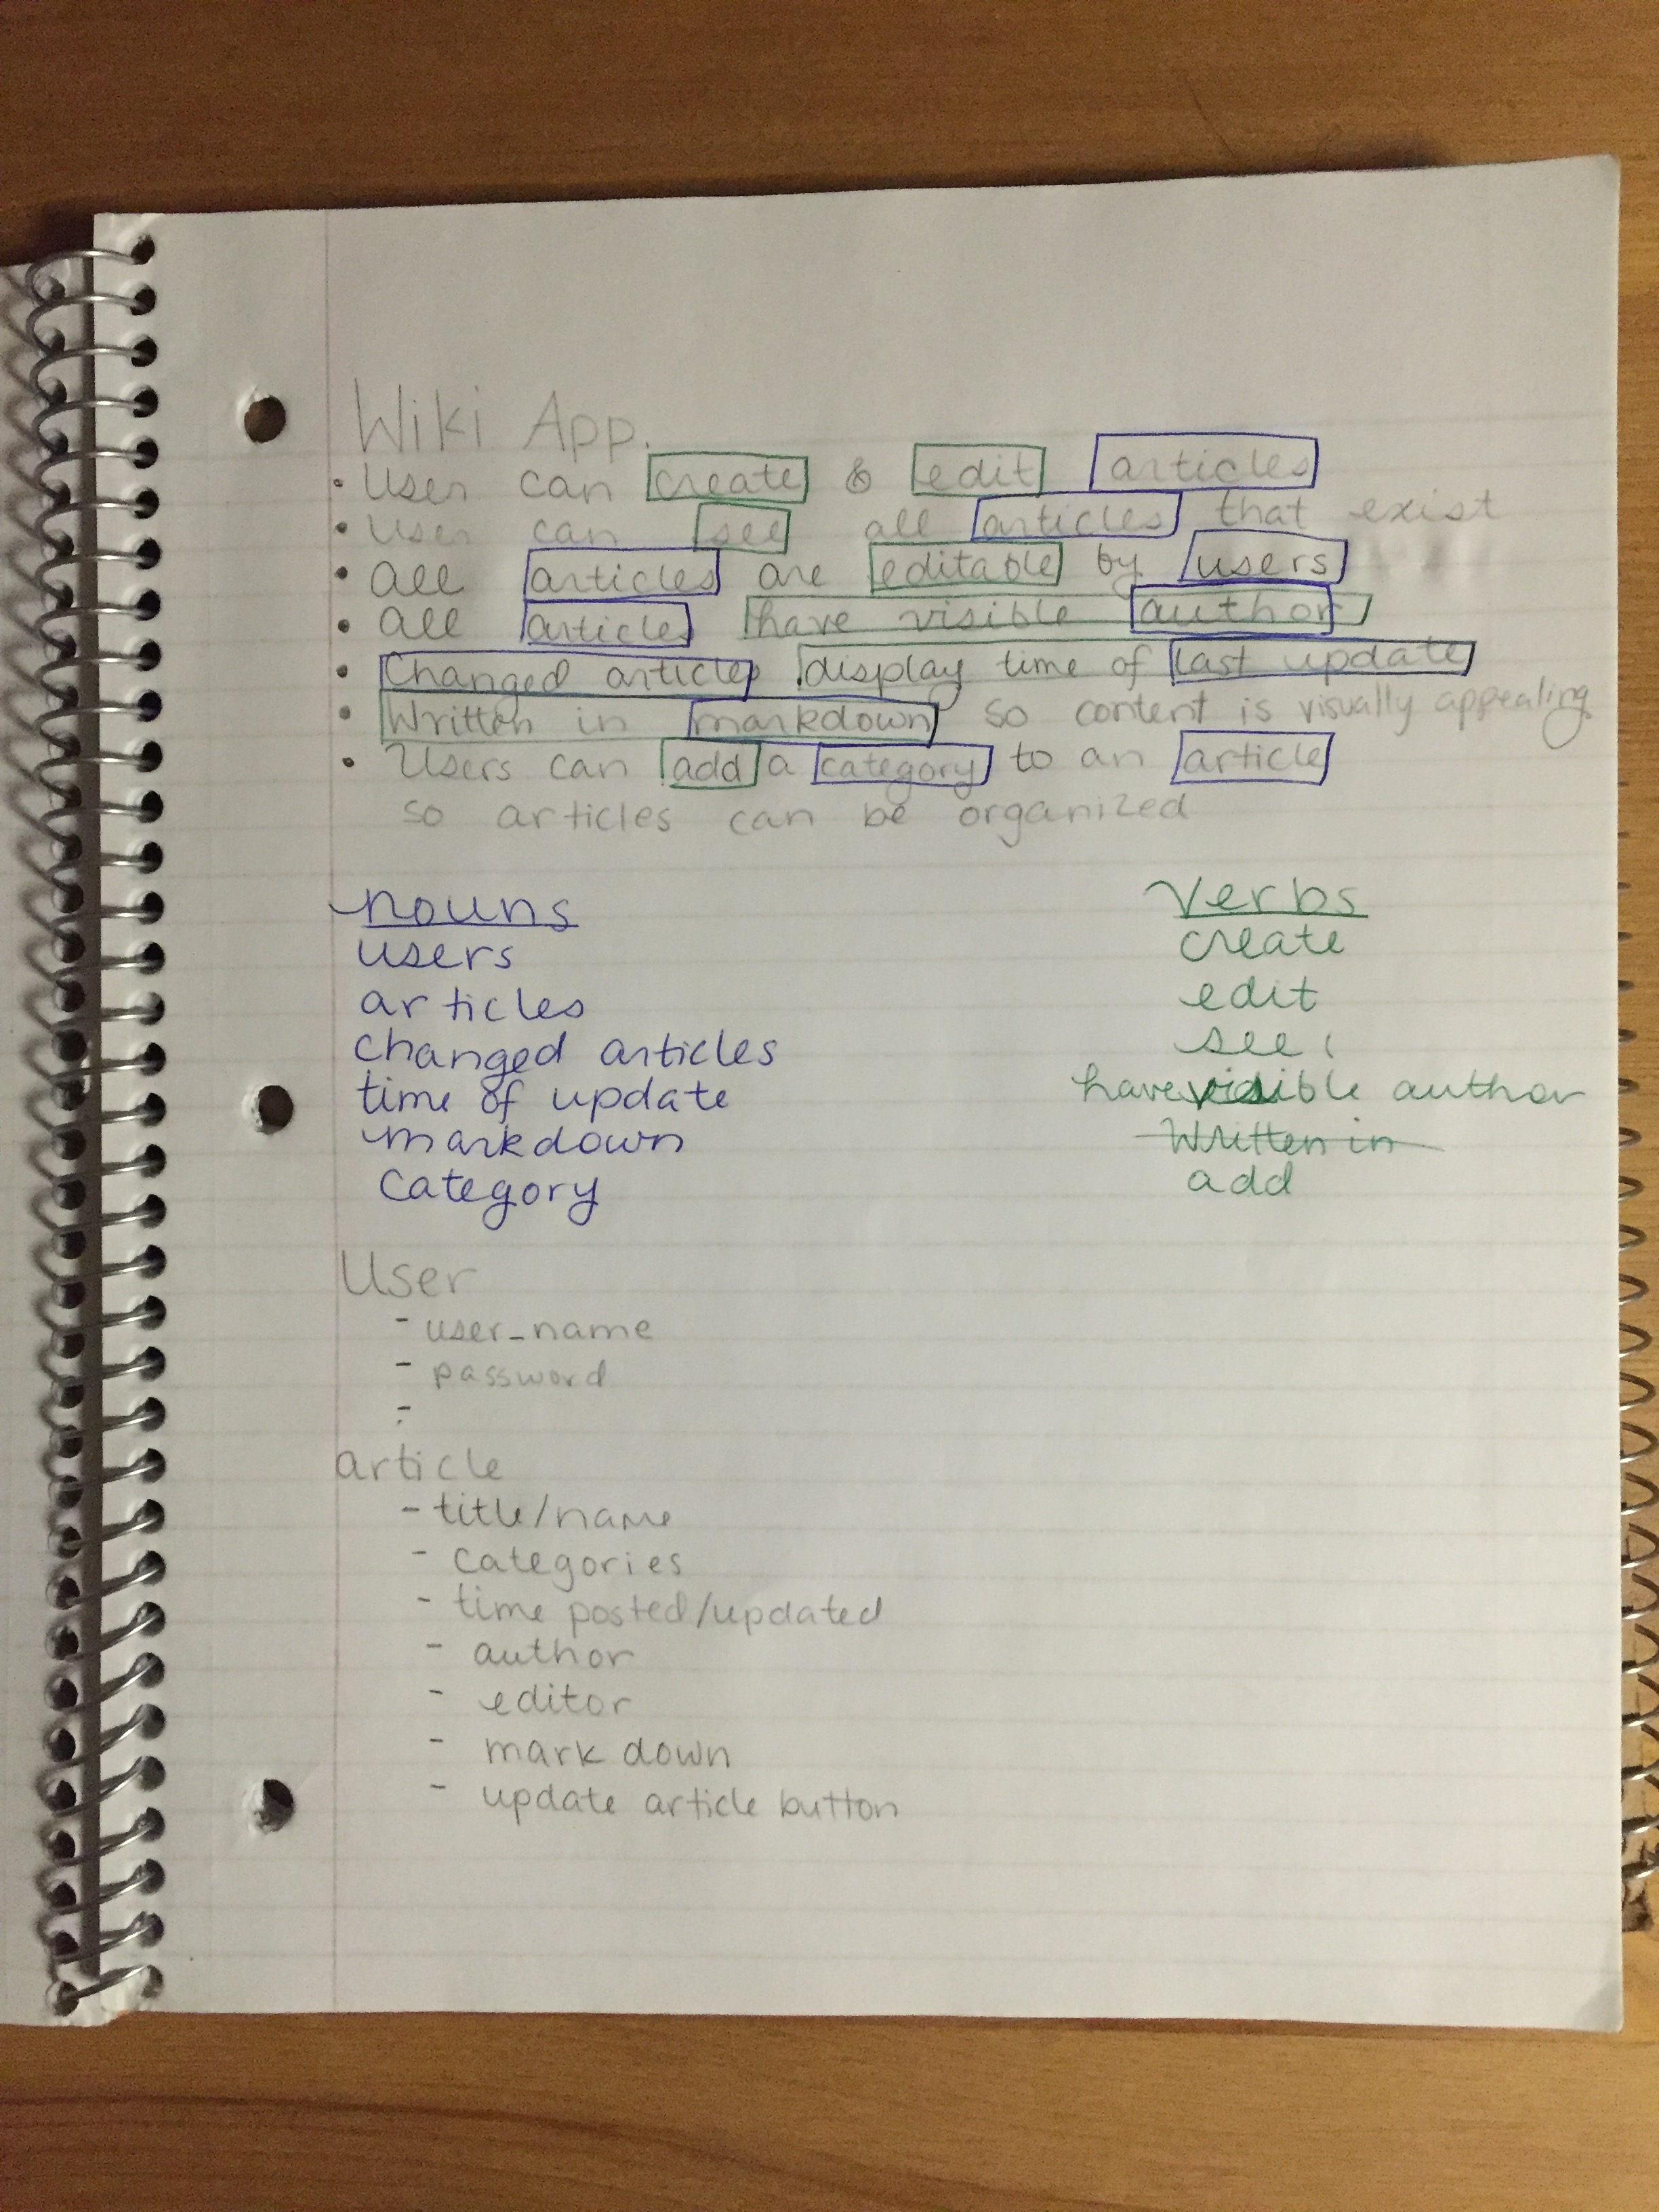 Wiki App.
• User can create & edit articles
• User can see all articles that exist
• All articles are editable by users
• All articles have visible author
• Changed articles display time of last update
• Written in markdown so content is visually appealing
• Users can add a category to an article
so articles can be organized
nouns
verbs
users
create
articles
edit
changed articles
see
time of update
have visible author
markdown
Written in
category
add
User
- user_name
- password
-
article
- title/name
- categories
- time posted/updated
- author
- editor
- mark down
- update article button